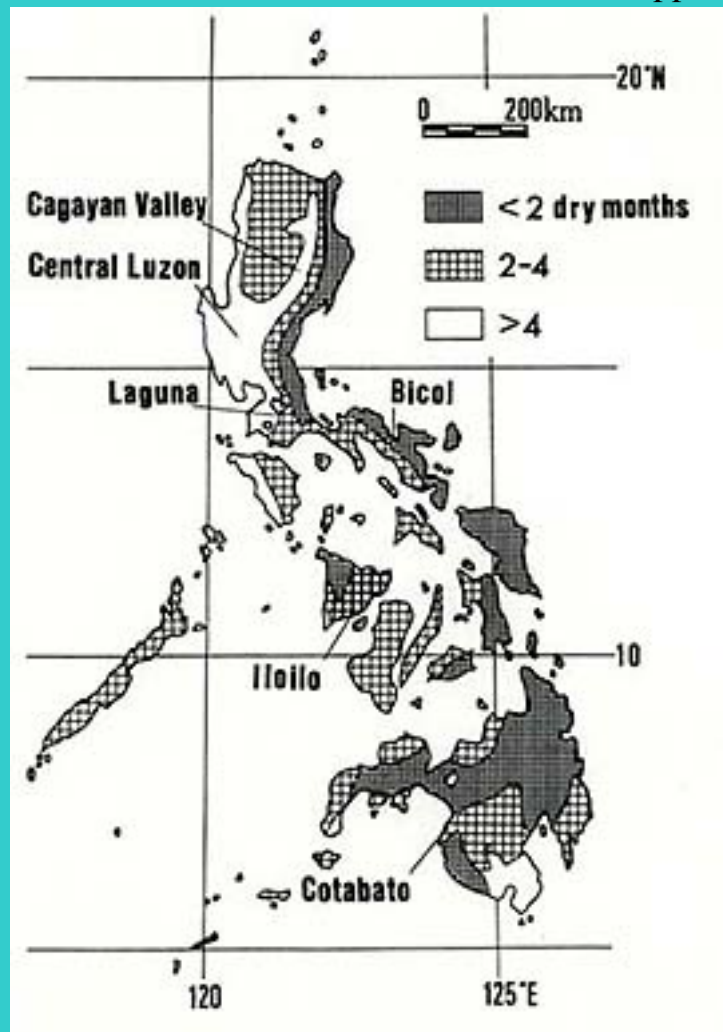 pp
20°N
0 200km
<2 dry months
2-4
>4
Cagayan Valley
Central Luzon
Laguna
Bicol
10
Iloilo
Cotabato
120
125°E